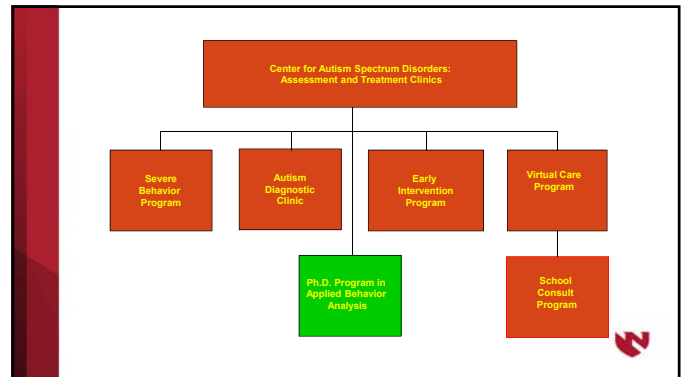 Center for Autism Spectrum Disorders:
Assessment and Treatment Clinics
Severe
Behavior
Program
Autism
Diagnostic
Clinic
Early
Intervention
Program
Virtual Care
Program
Ph.D. Program in
Applied Behavior
Analysis
School
Consult
Program
N